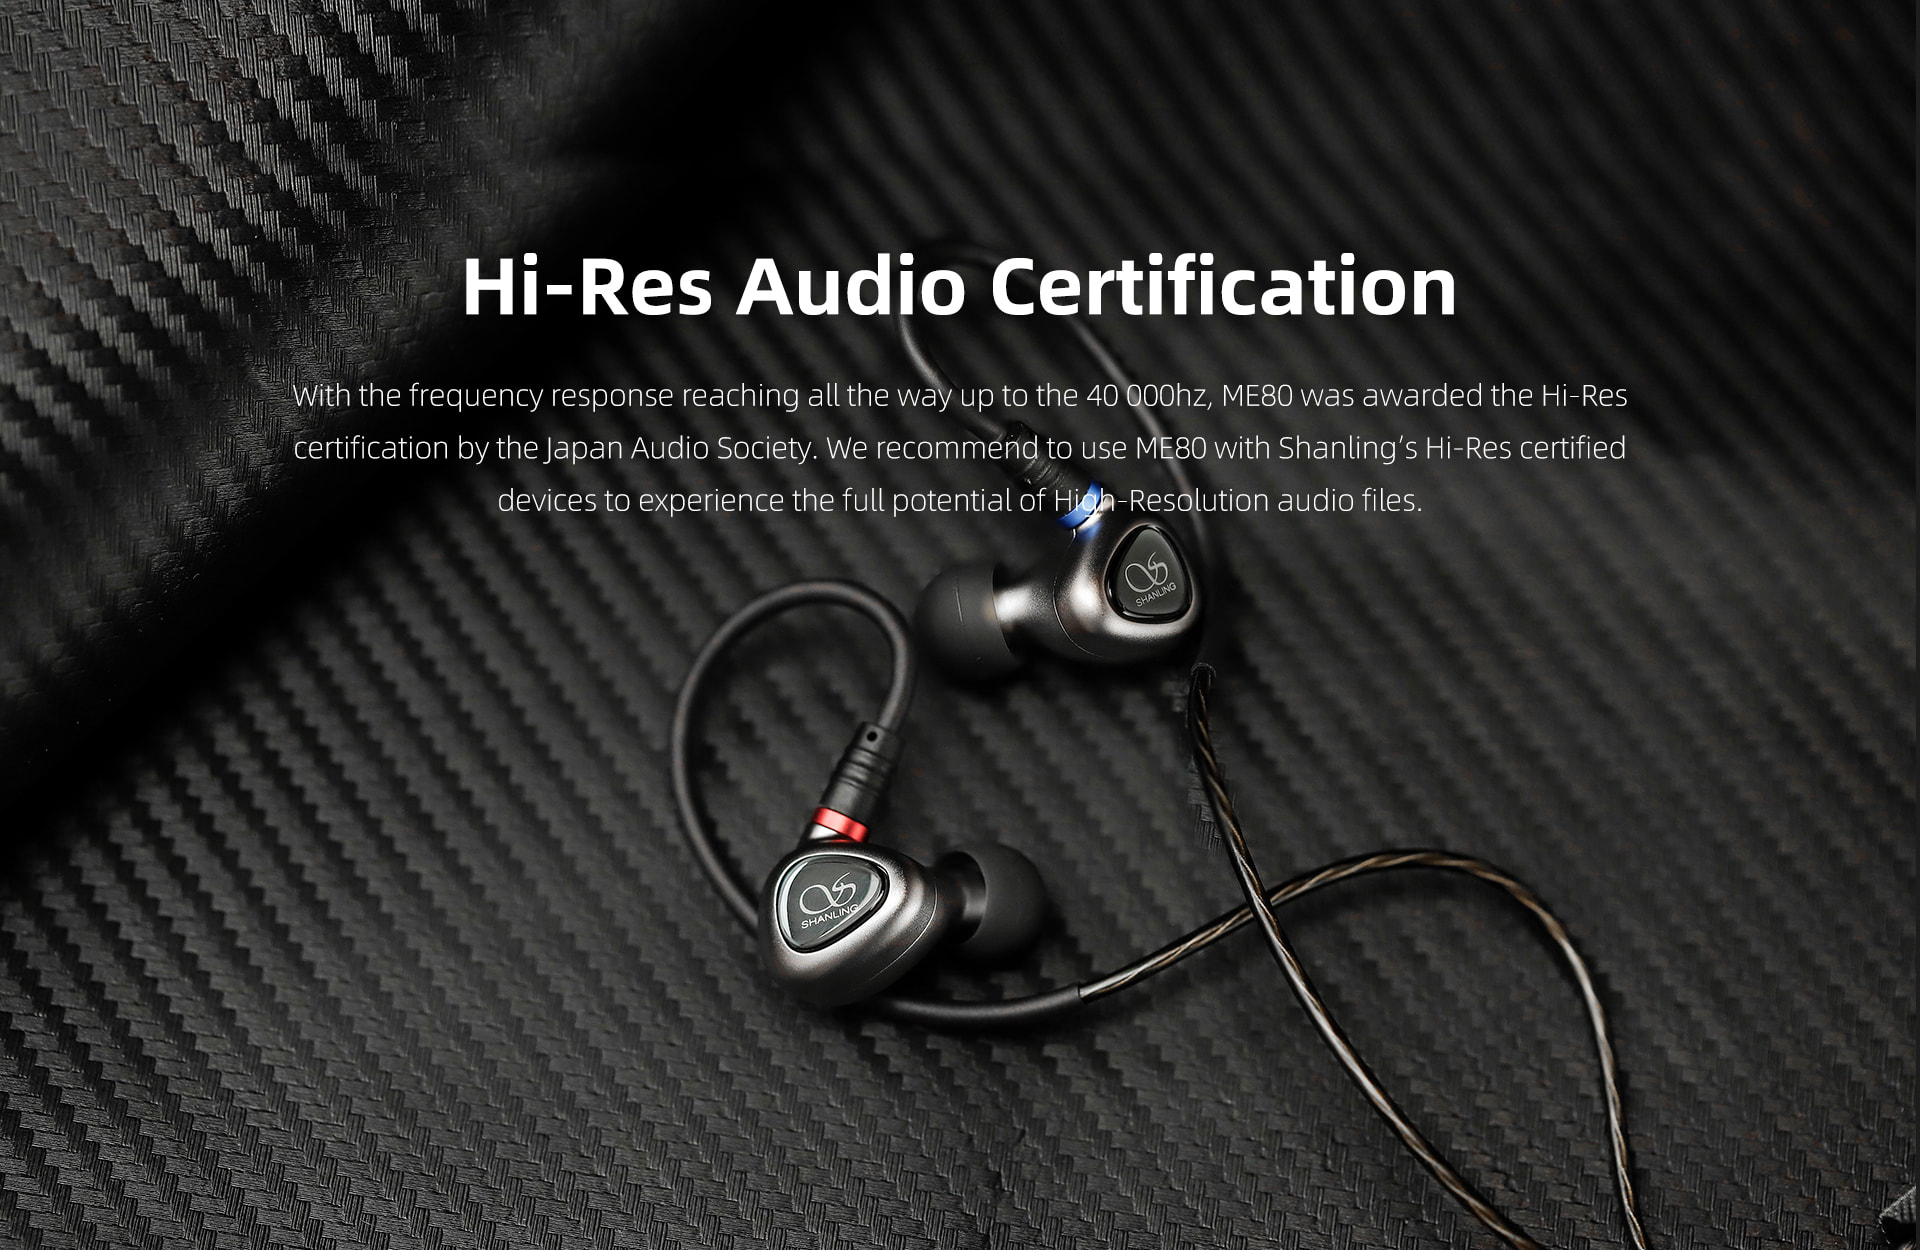 Hi-Res Audio Certification
With the frequency response reaching all the way up to the 40 000hz, ME80 was awarded the Hi-Res
certification by the Japan Audio Society. We recommend to use ME80 with Shanling’s Hi-Res certified
devices to experience the full potential of High-Resolution audio files.
SHANLING
SHANLING